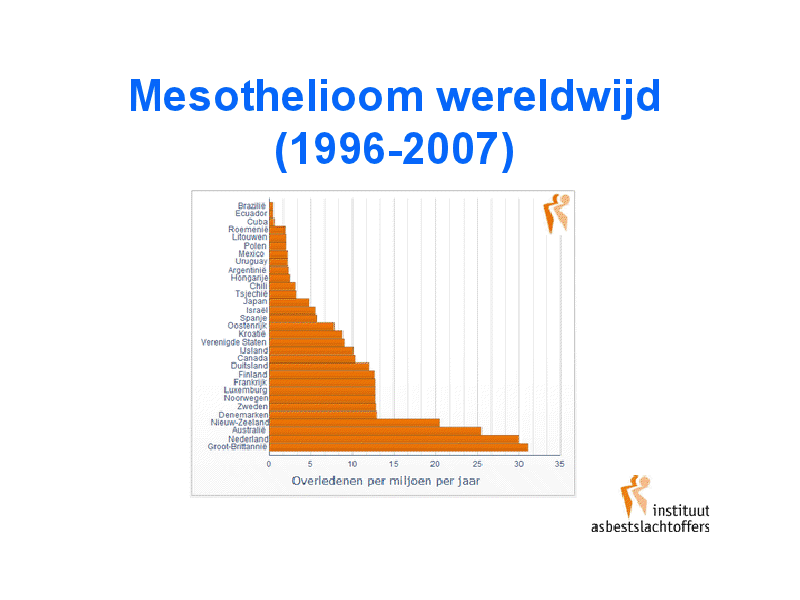 Mesothelioom wereldwijd
(1996-2007)
Brazilië
Ecuador
Cuba
Roemenië
Litouwen
Polen
Mexico
Uruguay
Argentinië
Hongarije
Chili
Tsjechië
Japan
Israël
Spanje
Oostenrijk
Kroatië
Verenigde Staten
IJsland
Canada
Duitsland
Finland
Frankrijk
Luxemburg
Noorwegen
Zweden
Denemarken
Nieuw-Zeeland
Australië
Nederland
Groot-Brittannië
0 5 10 15 20 25 30 35
Overledenen per miljoen per jaar
instituut
asbestslachtoffers